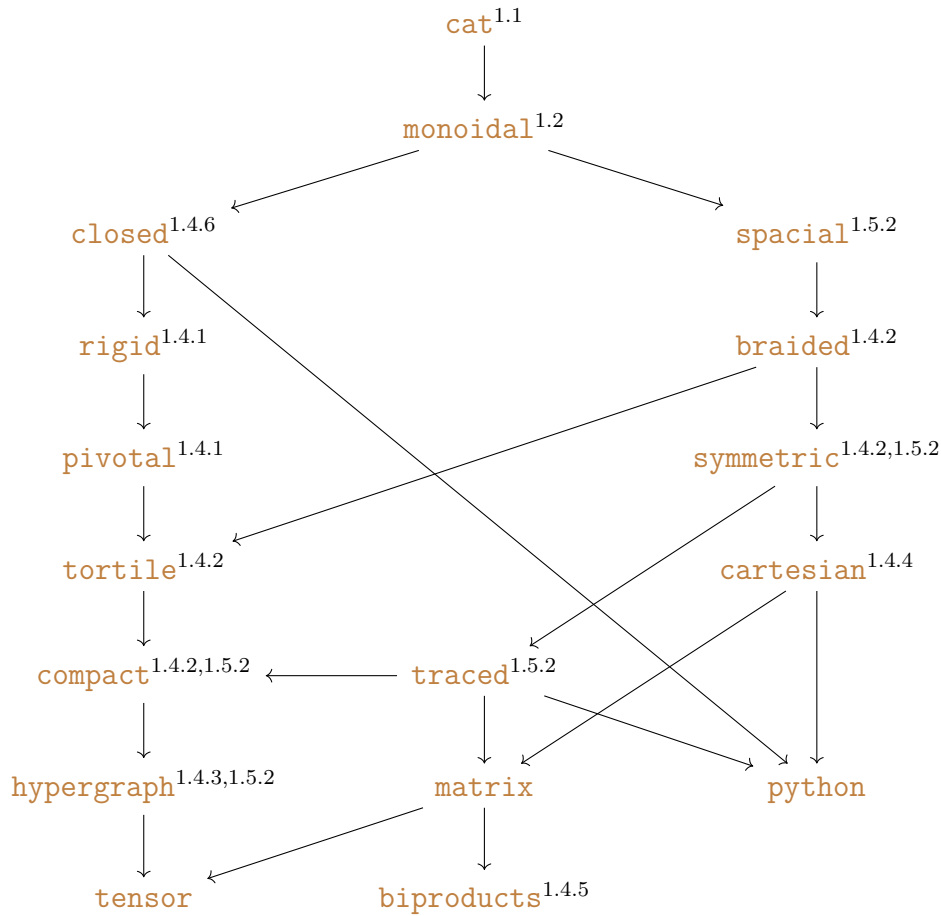 cat1.1
monoidal1.2
closed1.4.6
spacial1.5.2
rigid1.4.1
braided1.4.2
pivotal1.4.1
symmetric1.4.2,1.5.2
tortile1.4.2
cartesian1.4.4
compact1.4.2,1.5.2
traced1.5.2
hypergraph1.4.3,1.5.2
matrix
python
tensor
biproducts1.4.5